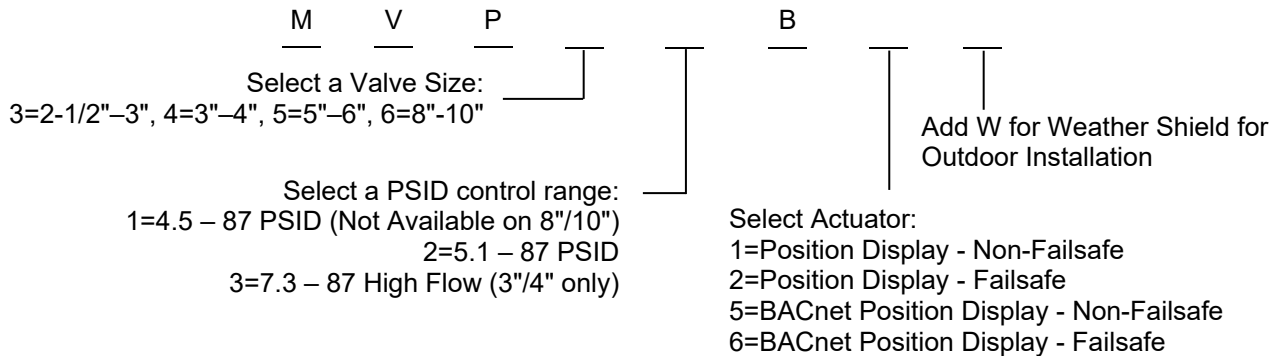 M V P B
Select a Valve Size:
3=2-1/2"–3", 4=3"–4", 5=5"–6", 6=8"-10"
Add W for Weather Shield for
Outdoor Installation
Select a PSID control range:
1=4.5 – 87 PSID (Not Available on 8"/10")
2=5.1 – 87 PSID
3=7.3 – 87 High Flow (3"/4" only)
Select Actuator:
1=Position Display - Non-Failsafe
2=Position Display - Failsafe
5=BACnet Position Display - Non-Failsafe
6=BACnet Position Display - Failsafe